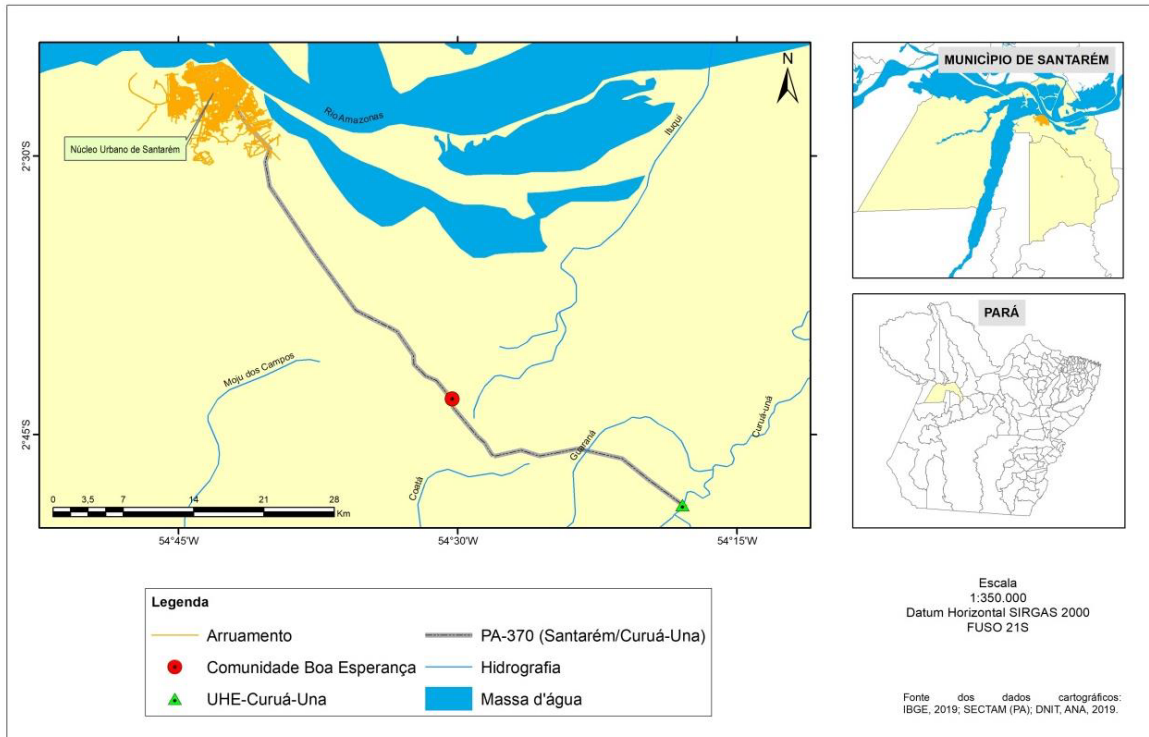 N
Núcleo Urbano de Santarém
Rio Amazonas
Ituqui
Moju dos Campos
Coatá
Guaraná
Curuá-uná
2°30'S
2°45'S
0 3,5 7 14 21 28
Km
54°45'W 54°30'W 54°15'W
MUNICÌPIO DE SANTARÉM
PARÁ
Legenda
Arruamento
Comunidade Boa Esperança
UHE-Curuá-Una
PA-370 (Santarém/Curuá-Una)
Hidrografia
Massa d'água
Escala
1:350.000
Datum Horizontal SIRGAS 2000
FUSO 21S
Fonte dos dados cartográficos:
IBGE, 2019; SECTAM (PA); DNIT, ANA, 2019.